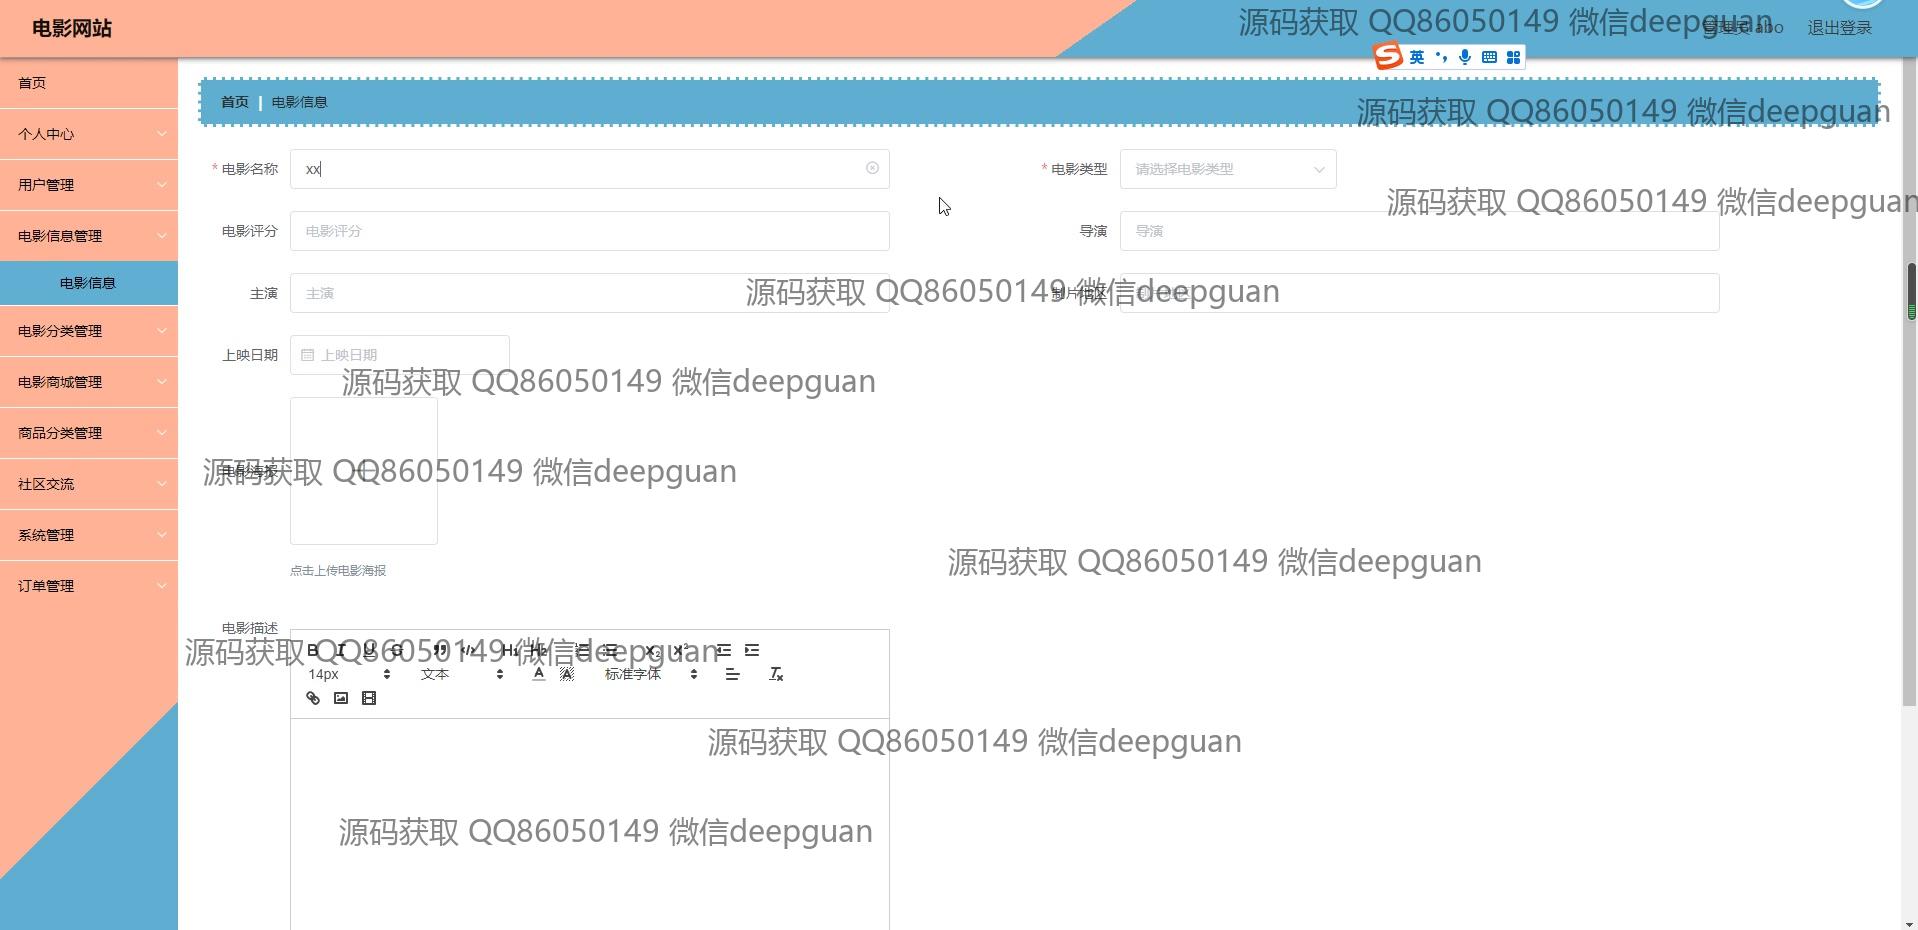 电影网站
源码获取 QQ86050149 微信deepguan
管理员 abo
退出登录
英
首页
个人中心
用户管理
电影信息管理
电影信息
电影分类管理
电影商城管理
商品分类管理
社区交流
系统管理
订单管理
首页 | 电影信息
源码获取 QQ86050149 微信deepguan
* 电影名称 xx
* 电影类型 请选择电影类型
源码获取 QQ86050149 微信deepguan
电影评分 电影评分
导演 导演
主演 主演
制片地区
源码获取 QQ86050149 微信deepguan
上映日期 上映日期
源码获取 QQ86050149 微信deepguan
电影海报
源码获取 QQ86050149 微信deepguan
源码获取 QQ86050149 微信deepguan
点击上传电影海报
电影描述
源码获取 QQ86050149 微信deepguan
14px 文本 标准字体
源码获取 QQ86050149 微信deepguan
源码获取 QQ86050149 微信deepguan